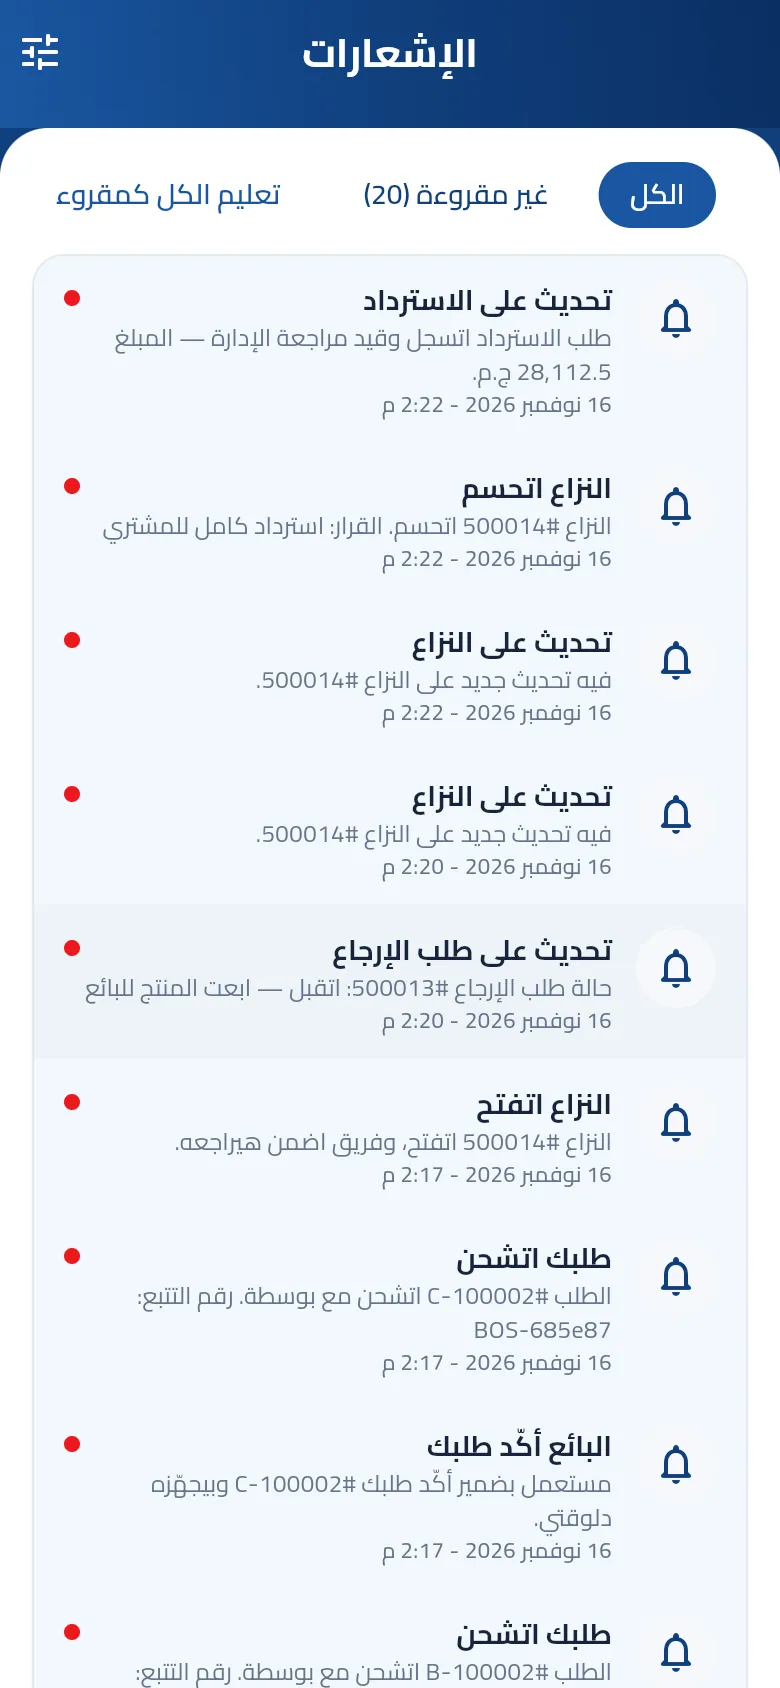 الإشعارات
الكل
غير مقروءة (20)
تعليم الكل كمقروء
تحديث على الاسترداد
طلب الاسترداد اتسجل وقيد مراجعة الإدارة — المبلغ
28,112.5 ج.م.
16 نوفمبر 2026 - 2:22 م
النزاع اتحسم
النزاع #500014 اتحسم. القرار: استرداد كامل للمشتري
16 نوفمبر 2026 - 2:22 م
تحديث على النزاع
فيه تحديث جديد على النزاع #500014.
16 نوفمبر 2026 - 2:22 م
تحديث على النزاع
فيه تحديث جديد على النزاع #500014.
16 نوفمبر 2026 - 2:20 م
تحديث على طلب الإرجاع
حالة طلب الإرجاع #500013: اتقبل — ابعت المنتج للبائع
16 نوفمبر 2026 - 2:20 م
النزاع اتفتح
النزاع #500014 اتفتح، وفريق اضمن هيراجعه.
16 نوفمبر 2026 - 2:17 م
طلبك اتشحن
الطلب #C-100002 اتشحن مع بوسطة. رقم التتبع:
BOS-685e87
16 نوفمبر 2026 - 2:17 م
البائع أكّد طلبك
مستعمل بضمير أكّد طلبك #C-100002 وبيجهّزه
دلوقتي.
16 نوفمبر 2026 - 2:17 م
طلبك اتشحن
الطلب #B-100002 اتشحن مع بوسطة. رقم التتبع: